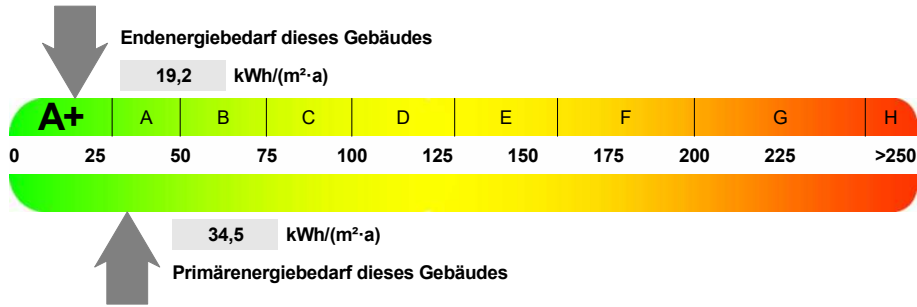 Endenergiebedarf dieses Gebäudes
19,2 kWh/(m²·a)
A+ A B C D E F G H
0 25 50 75 100 125 150 175 200 225 >250
34,5 kWh/(m²·a)
Primärenergiebedarf dieses Gebäudes